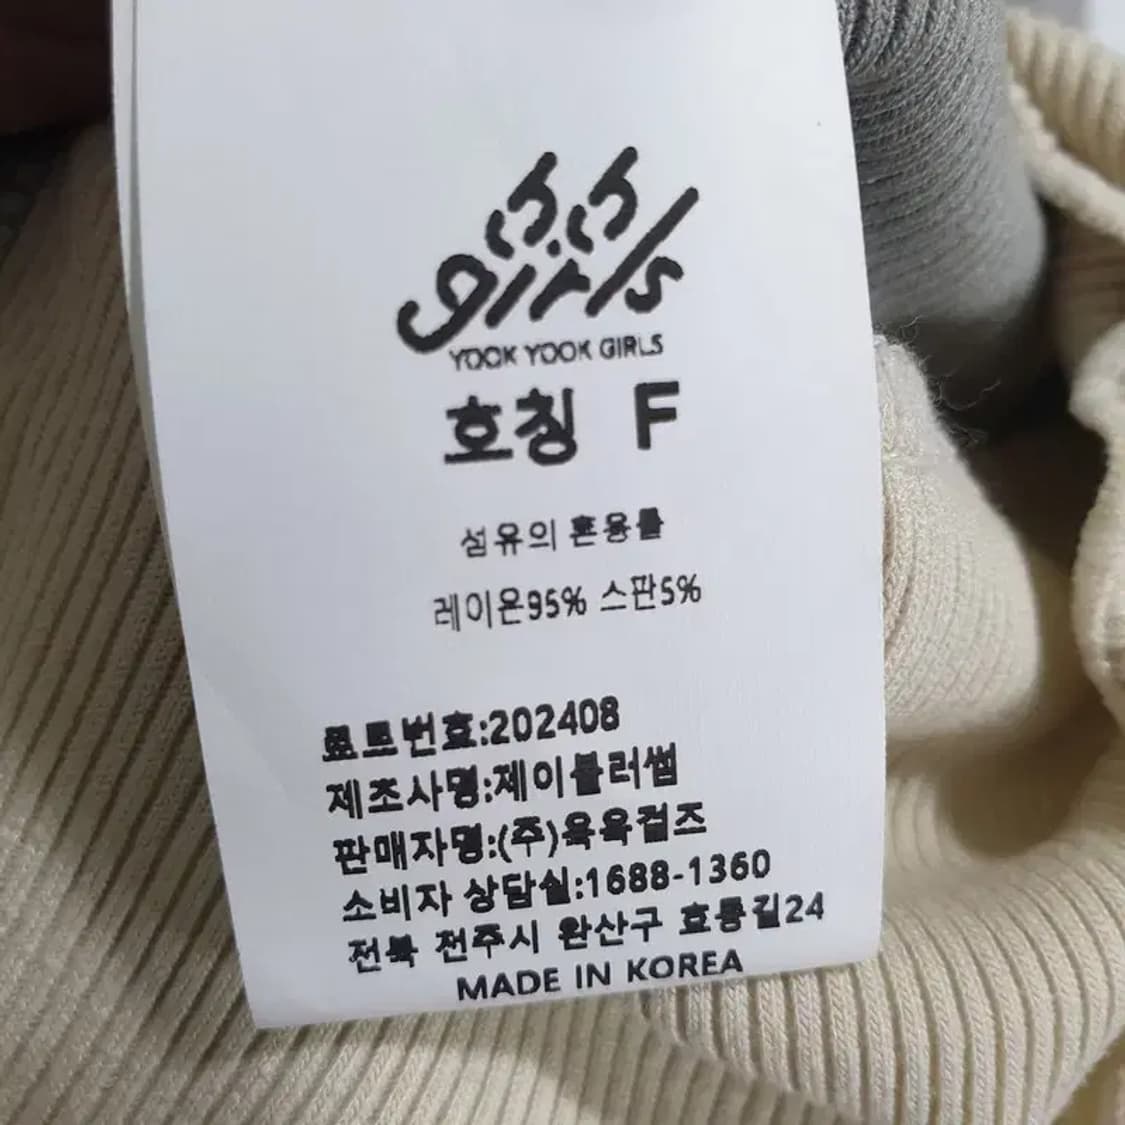 girls
YOOK YOOK GIRLS
호칭 F
섬유의 혼용률
레이온95% 스판5%
로트번호:202408
제조사명:제이블러썸
판매자명:(주)육육걸즈
소비자 상담실:1688-1360
전북 전주시 완산구 효동길24
MADE IN KOREA